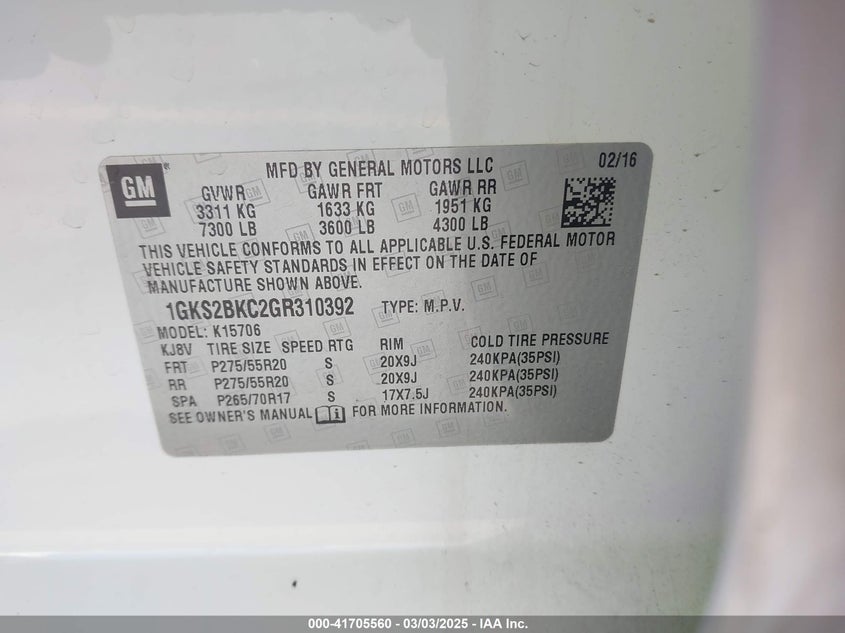 GM
MFD BY GENERAL MOTORS LLC 02/16
GVWR GAWR FRT GAWR RR
3311 KG 1633 KG 1951 KG
7300 LB 3600 LB 4300 LB
THIS VEHICLE CONFORMS TO ALL APPLICABLE U.S. FEDERAL MOTOR
VEHICLE SAFETY STANDARDS IN EFFECT ON THE DATE OF
MANUFACTURE SHOWN ABOVE.
1GKS2BKC2GR310392 TYPE: M.P.V.
MODEL: K15706
KJ8V TIRE SIZE SPEED RTG RIM COLD TIRE PRESSURE
FRT P275/55R20 S 20X9J 240KPA(35PSI)
RR P275/55R20 S 20X9J 240KPA(35PSI)
SPA P265/70R17 S 17X7.5J 240KPA(35PSI)
SEE OWNER'S MANUAL FOR MORE INFORMATION.
000-41705560 - 03/03/2025 - IAA Inc.